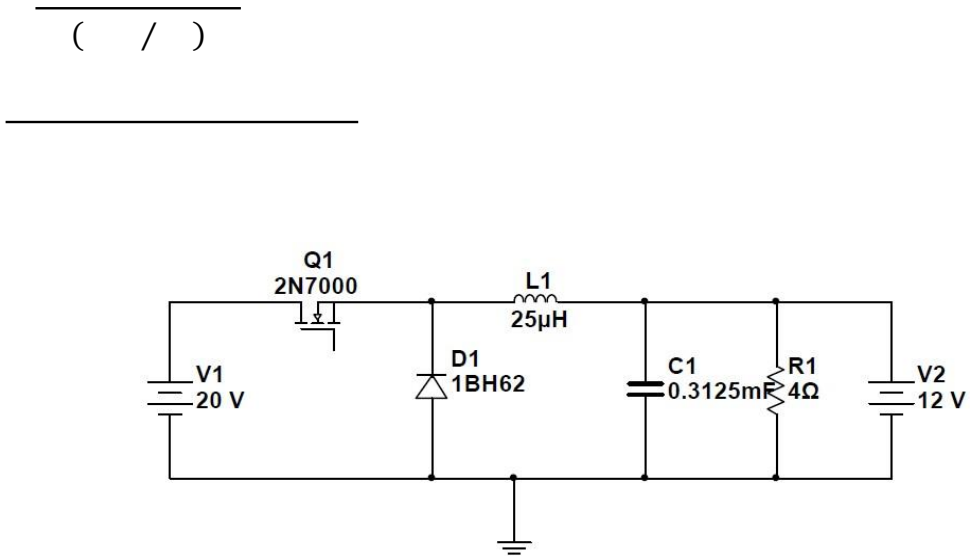 ( / )
Q1
2N7000
L1
25µH
D1
1BH62
C1
0.3125mF
R1
4Ω
V1
20 V
V2
12 V